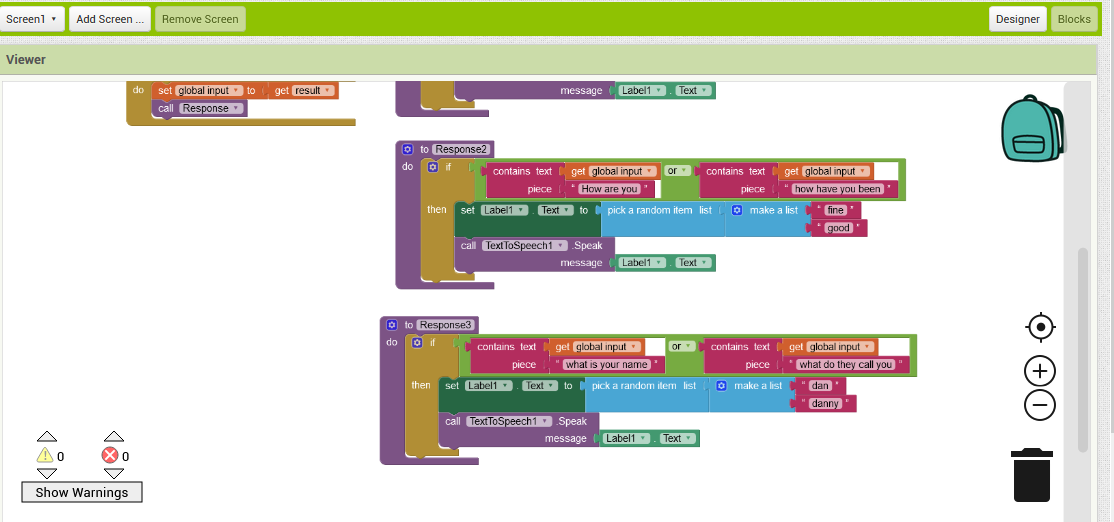 Screen1 Add Screen ... Remove Screen Designer Blocks
Viewer
do set global input to get result
call Response
message Label1 . Text
to Response2
do if contains text get global input or contains text get global input
piece " How are you " piece " how have you been "
then set Label1 . Text to pick a random item list make a list " fine "
" good "
call TextToSpeech1 .Speak
message Label1 . Text
to Response3
do if contains text get global input or contains text get global input
piece " what is your name " piece " what do they call you "
then set Label1 . Text to pick a random item list make a list " dan "
" danny "
call TextToSpeech1 .Speak
message Label1 . Text
0 0
Show Warnings